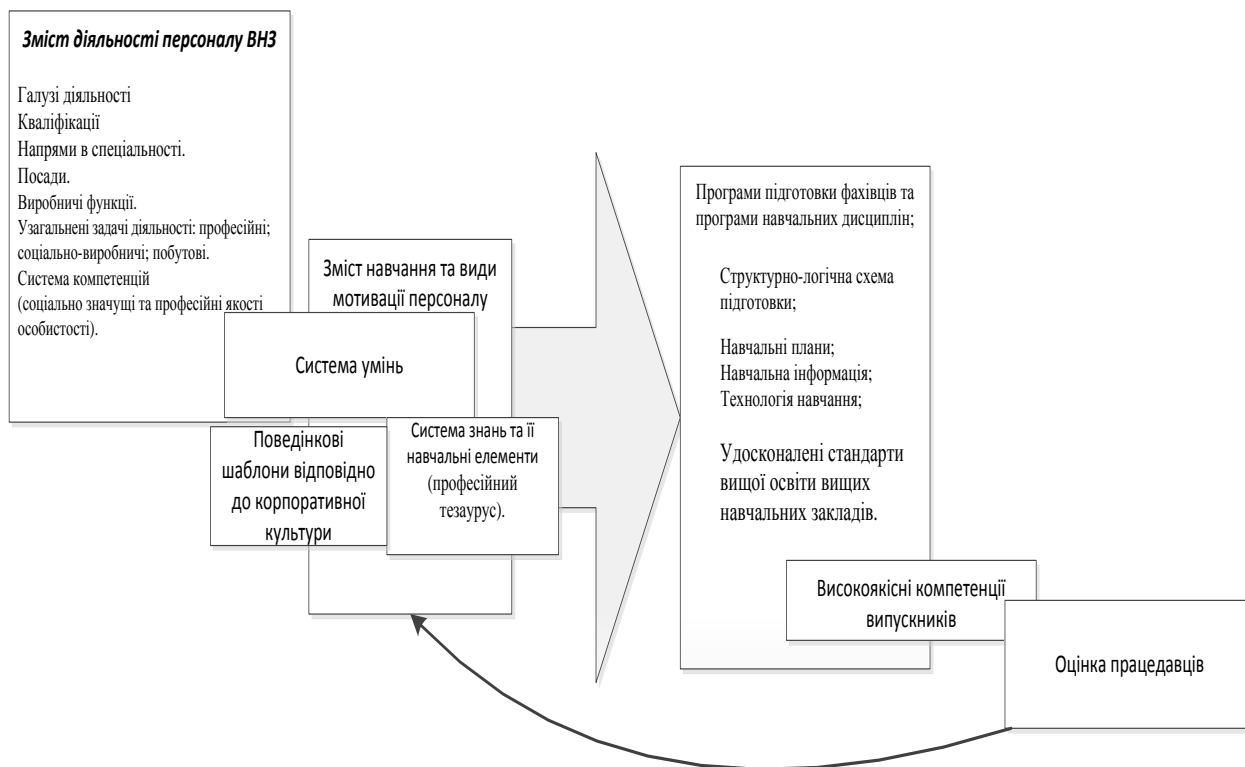 Зміст діяльності персоналу ВНЗ
Галузі діяльності
Кваліфікації
Напрями в спеціальності.
Посади.
Виробничі функції.
Узагальнені задачі діяльності: професійні;
соціально-виробничі; побутові.
Система компетенцій
(соціально значущі та професійні якості
особистості).
Зміст навчання та види
мотивації персоналу
Система умінь
Поведінкові
шаблони відповідно
до корпоративної
культури
Система знань та її
навчальні елементи
(професійний
тезаурус).
Програми підготовки фахівців та
програми навчальних дисциплін;
Структурно-логічна схема
підготовки;
Навчальні плани;
Навчальна інформація;
Технологія навчання;
Удосконалені стандарти
вищої освіти вищих
навчальних закладів.
Високоякісні компетенції
випускників
Оцінка працедавців